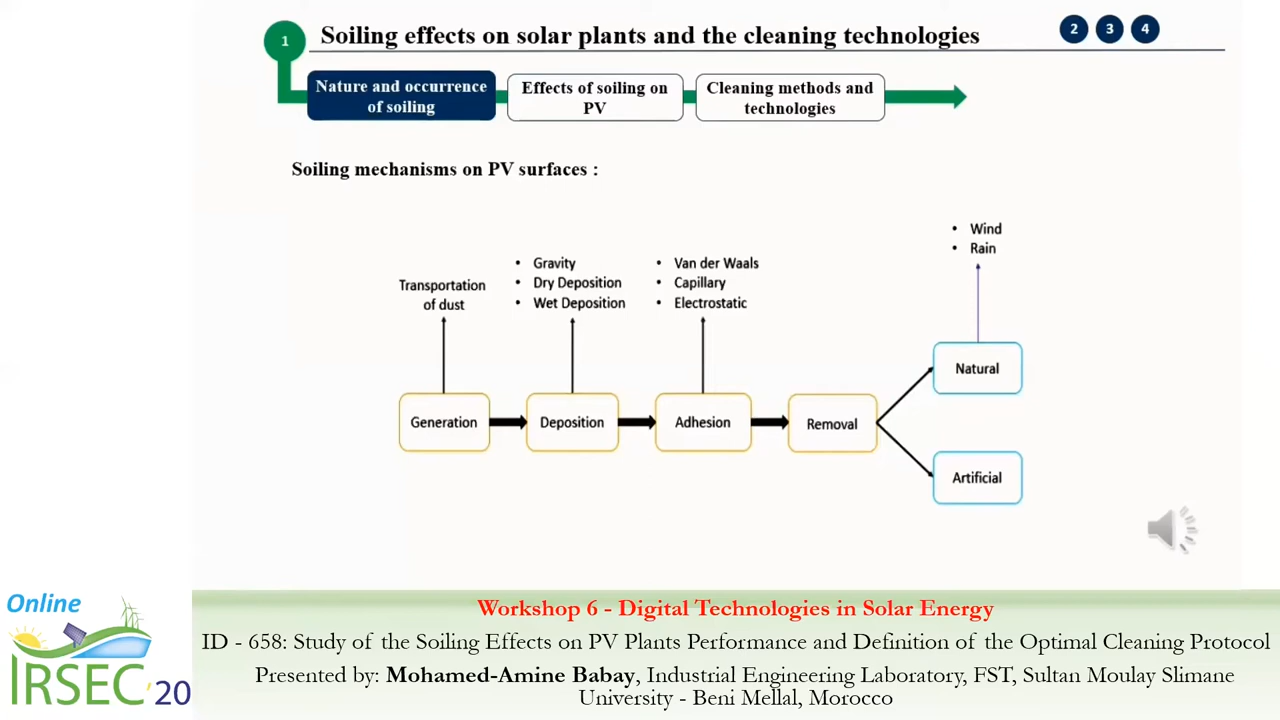 1
Soiling effects on solar plants and the cleaning technologies
2 3 4
Nature and occurrence
of soiling
Effects of soiling on
PV
Cleaning methods and
technologies
Soiling mechanisms on PV surfaces :
• Wind
• Rain
Transportation
of dust
• Gravity
• Dry Deposition
• Wet Deposition
• Van der Waals
• Capillary
• Electrostatic
Natural
Generation
Deposition
Adhesion
Removal
Artificial
Online
IRSEC'20
Workshop 6 - Digital Technologies in Solar Energy
ID - 658: Study of the Soiling Effects on PV Plants Performance and Definition of the Optimal Cleaning Protocol
Presented by: Mohamed-Amine Babay, Industrial Engineering Laboratory, FST, Sultan Moulay Slimane
University - Beni Mellal, Morocco